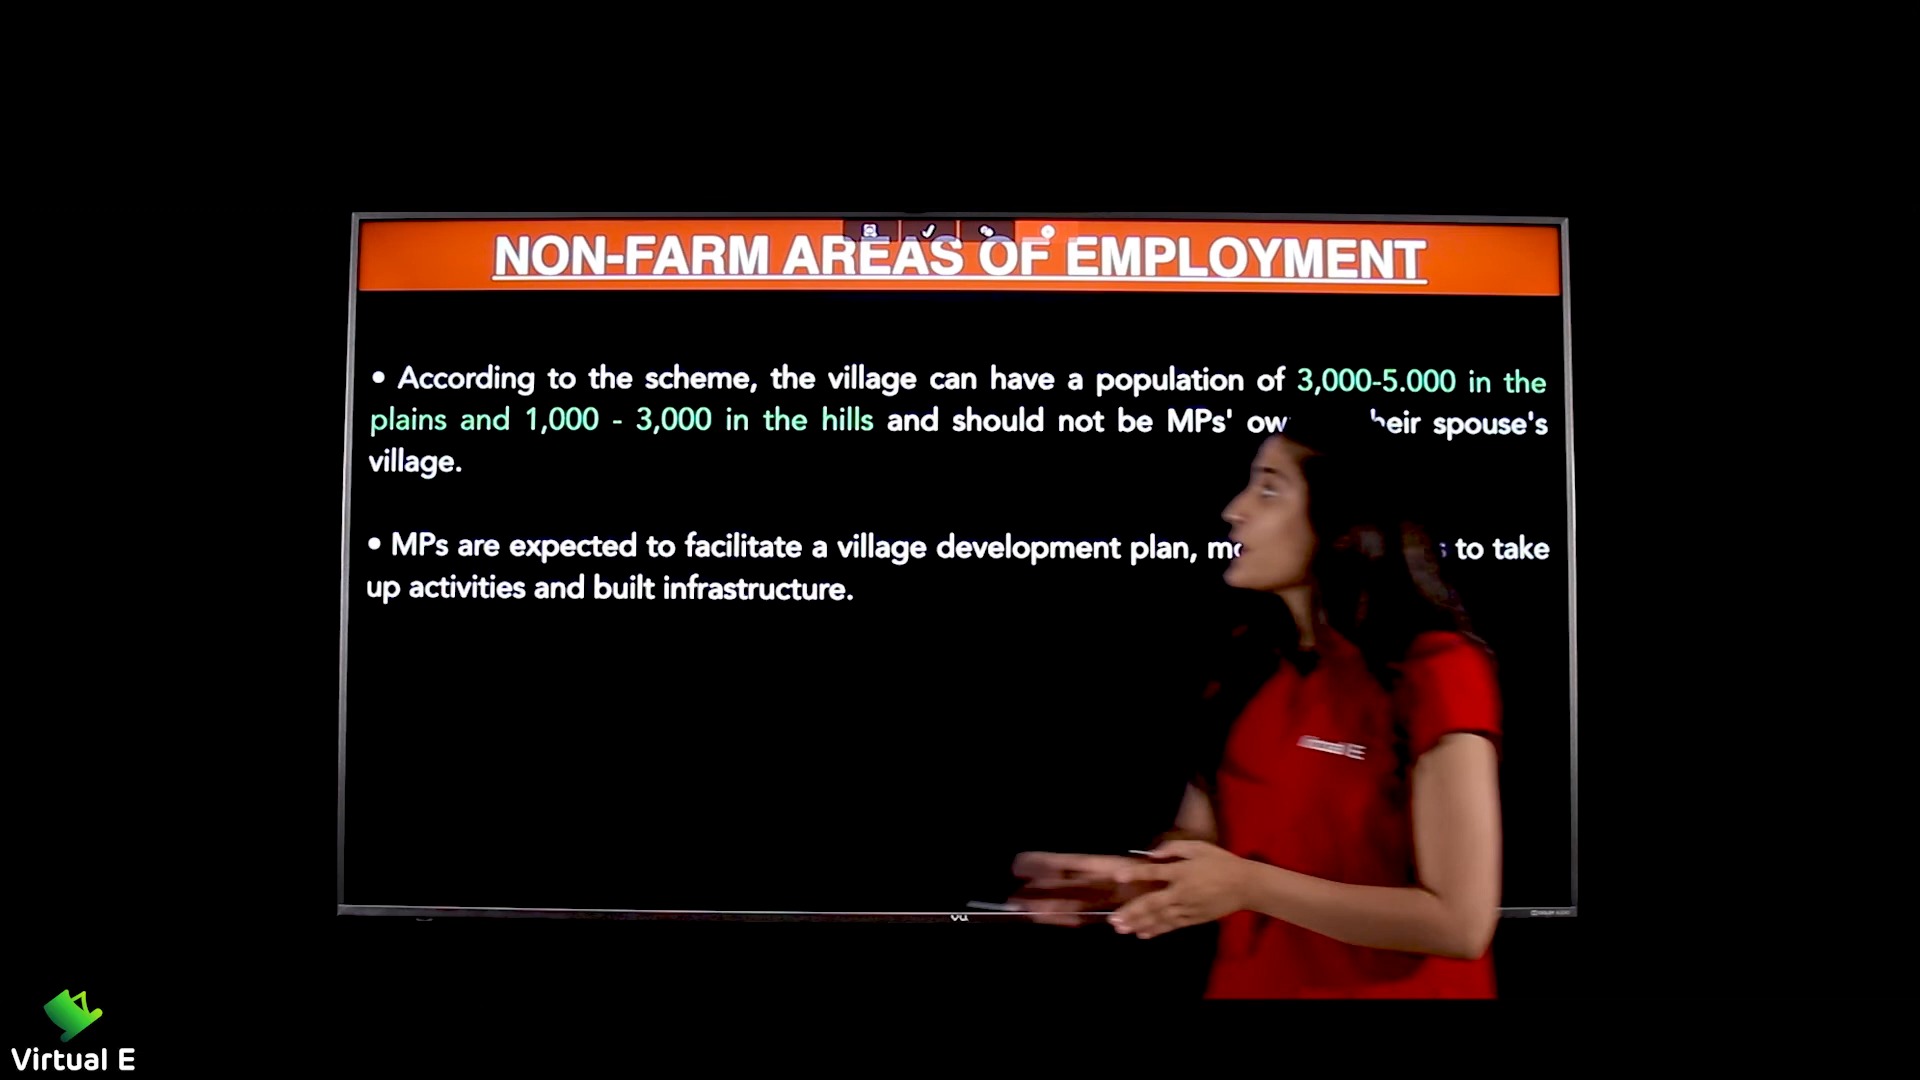 NON-FARM AREAS OF EMPLOYMENT
• According to the scheme, the village can have a population of 3,000-5.000 in the
plains and 1,000 - 3,000 in the hills and should not be MPs' spouse's
village.
• MPs are expected to facilitate a village development plan, to take
up activities and built infrastructure.
Virtual E
vu
Virtual E